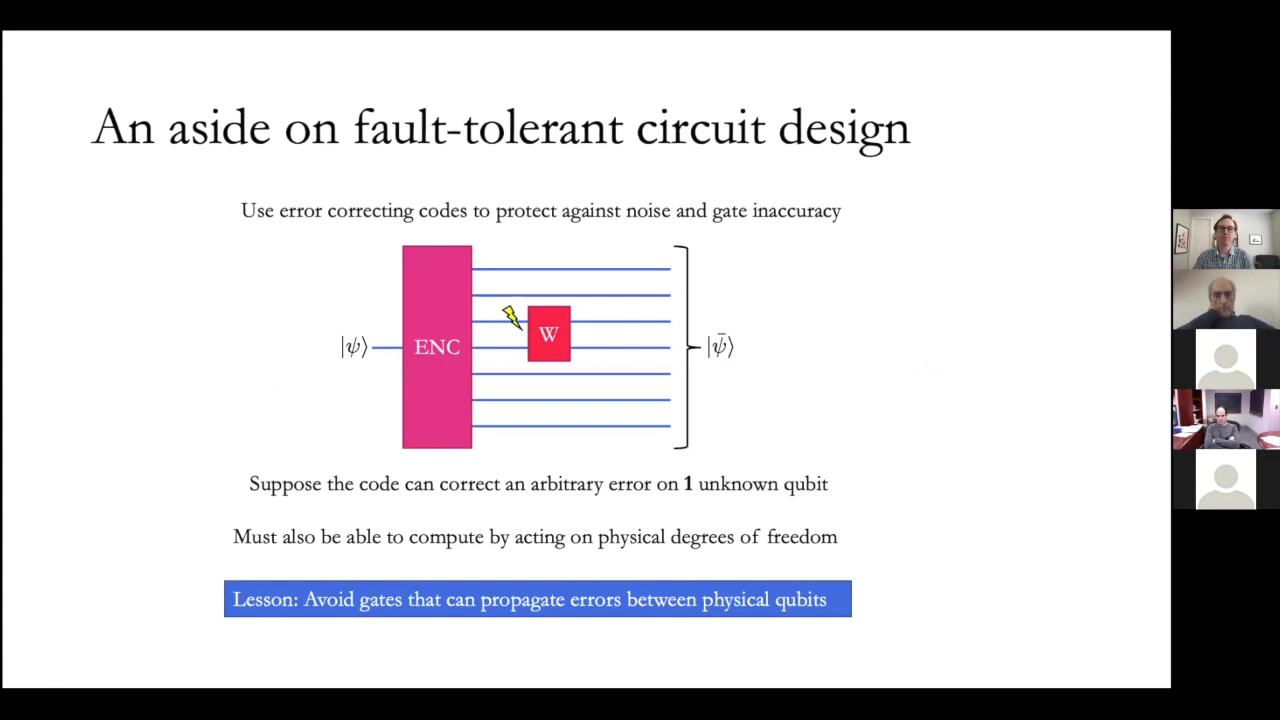 An aside on fault-tolerant circuit design
Use error correcting codes to protect against noise and gate inaccuracy
|ψ⟩
ENC
W
|ψ̄⟩
Suppose the code can correct an arbitrary error on 1 unknown qubit
Must also be able to compute by acting on physical degrees of freedom
Lesson: Avoid gates that can propagate errors between physical qubits